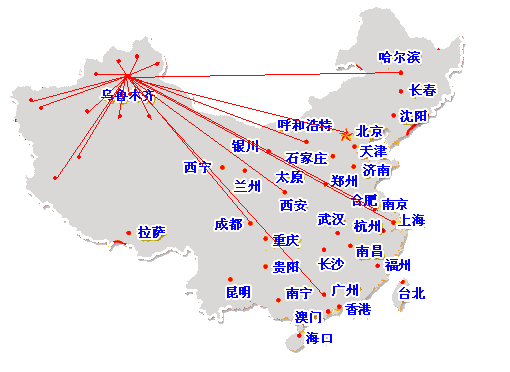 哈尔滨
乌鲁木齐
长春
沈阳
呼和浩特
北京
银川
天津
石家庄
西宁
兰州
太原
济南
郑州
西安
合肥
南京
成都
武汉
杭州
上海
拉萨
重庆
南昌
贵阳
长沙
福州
昆明
南宁
广州
台北
澳门
香港
海口